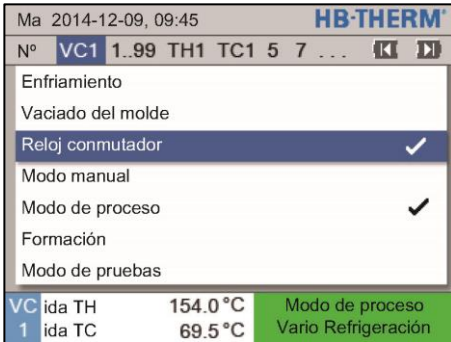 Ma 2014-12-09, 09:45 HB-THERM®
Nº VC1 1..99 TH1 TC1 5 7 ...
Enfriamiento
Vaciado del molde
Reloj conmutador
Modo manual
Modo de proceso
Formación
Modo de pruebas
VC ida TH 154.0 °C Modo de proceso
1 ida TC 69.5 °C Vario Refrigeración